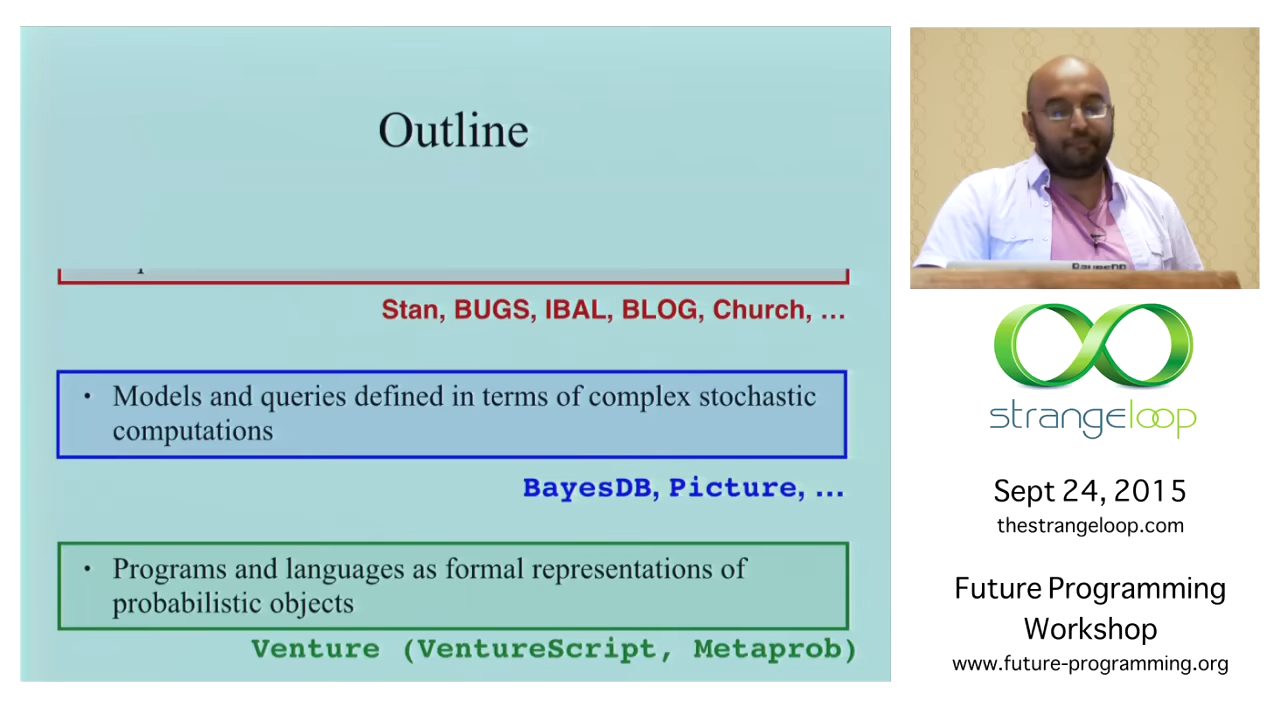 Outline
Stan, BUGS, IBAL, BLOG, Church, ...
• Models and queries defined in terms of complex stochastic
computations
BayesDB, Picture, ...
• Programs and languages as formal representations of
probabilistic objects
Venture (VentureScript, Metaprob)
BayesDB
strangeloop
Sept 24, 2015
thestrangeloop.com
Future Programming
Workshop
www.future-programming.org